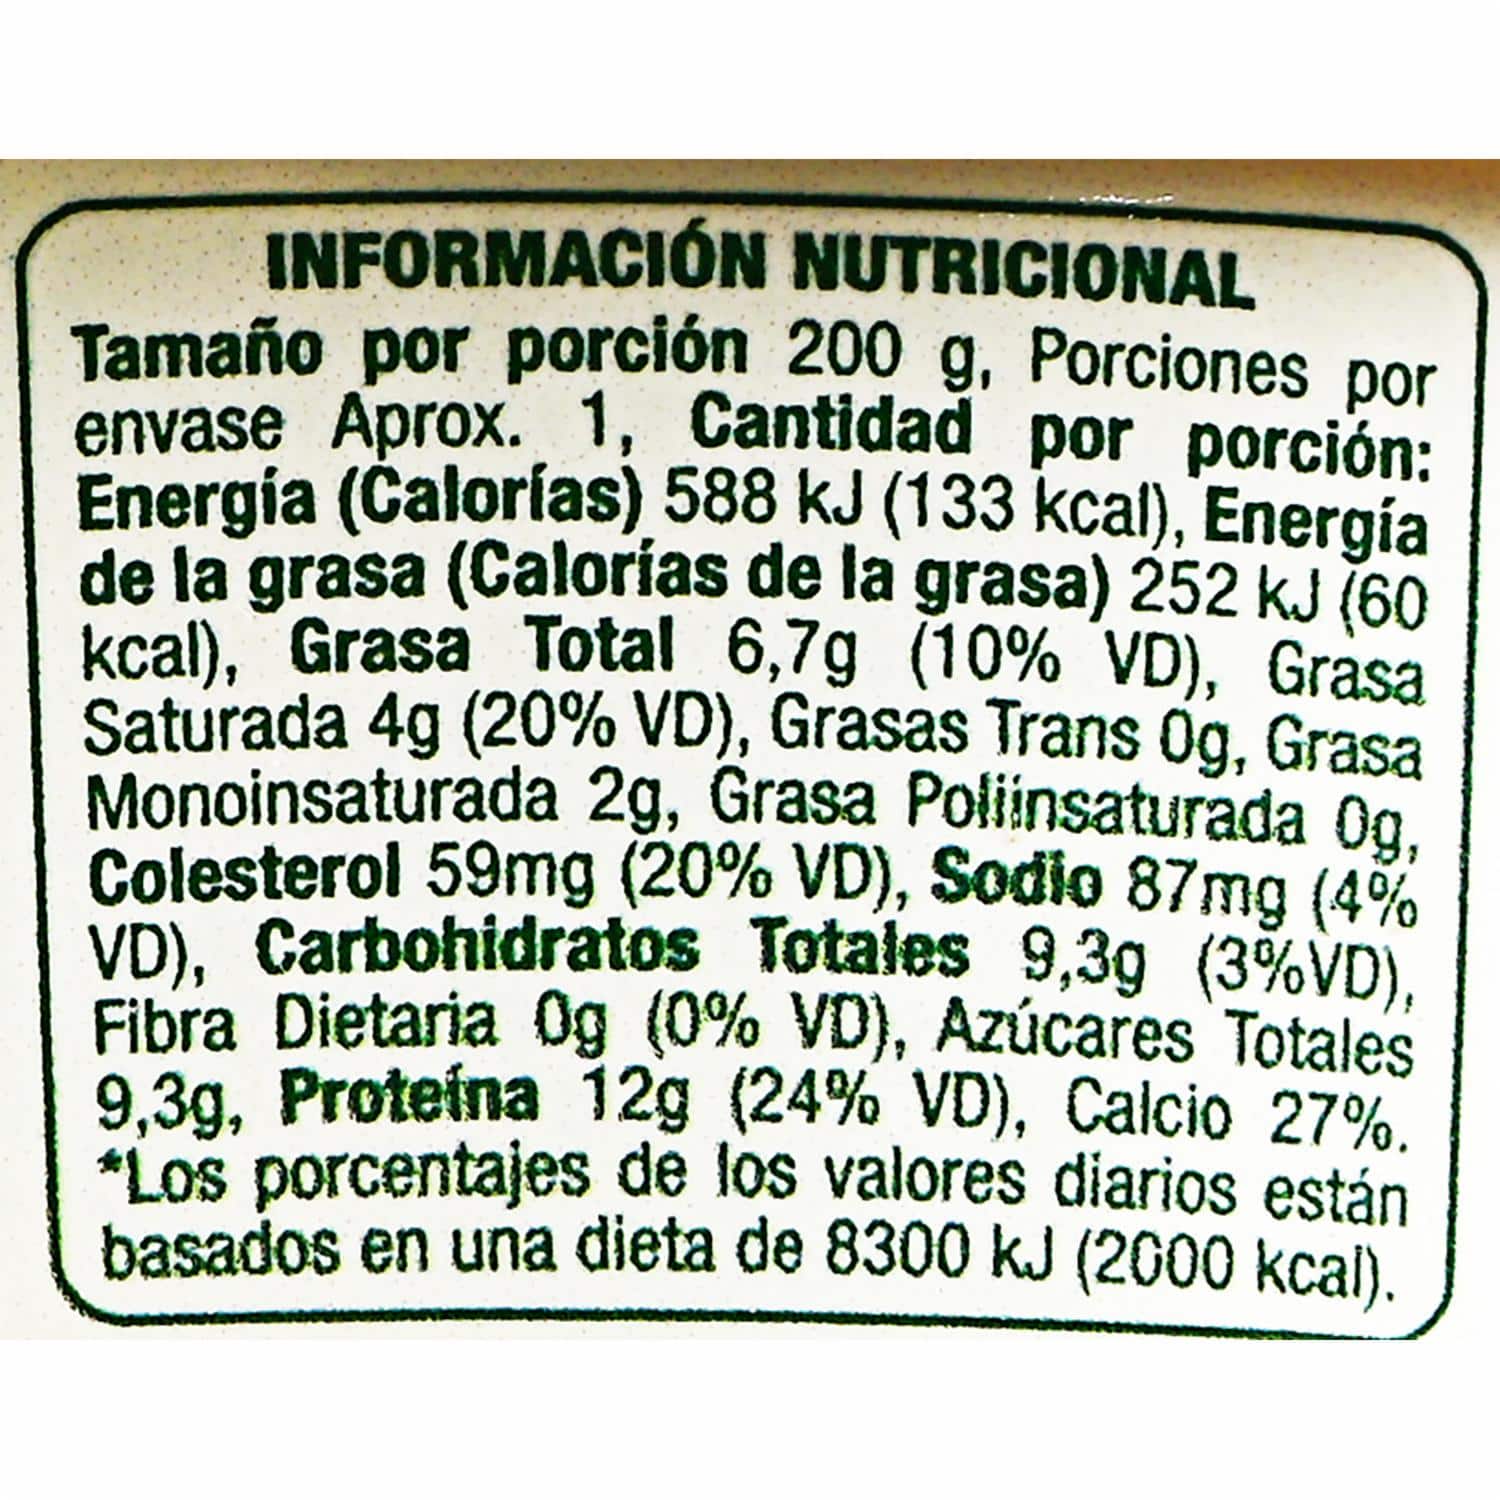 INFORMACIÓN NUTRICIONAL
Tamaño por porción 200 g, Porciones por
envase Aprox. 1, Cantidad por porción:
Energía (Calorías) 588 kJ (133 kcal), Energía
de la grasa (Calorías de la grasa) 252 kJ (60
kcal), Grasa Total 6,7g (10% VD), Grasa
Saturada 4g (20% VD), Grasas Trans 0g, Grasa
Monoinsaturada 2g, Grasa Poliinsaturada 0g,
Colesterol 59mg (20% VD), Sodio 87mg (4%
VD), Carbohidratos Totales 9,3g (3%VD),
Fibra Dietaria 0g (0% VD), Azúcares Totales
9,3g, Proteína 12g (24% VD), Calcio 27%.
*Los porcentajes de los valores diarios están
basados en una dieta de 8300 kJ (2000 kcal).